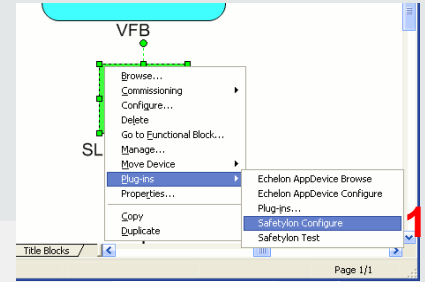 VFB
SL
Browse...
Commissioning
Configure...
Delete
Go to Functional Block...
Manage...
Move Device
Plug-ins
Properties...
Copy
Duplicate
Echelon AppDevice Browse
Echelon AppDevice Configure
Plug-ins...
Safetylon Configure
Safetylon Test
1
Title Blocks
Page 1/1